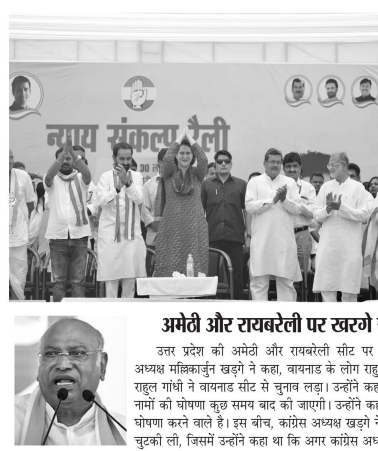 न्याय संकल्प रैली
30
अमेठी और रायबरेली पर खरगे
उत्तर प्रदेश की अमेठी और रायबरेली सीट पर
अध्यक्ष मल्लिकार्जुन खड़गे ने कहा, वायनाड के लोग
राहुल गांधी ने वायनाड सीट से चुनाव लड़ा। उन्होंने
नामों की घोषणा कुछ समय बाद की जाएगी। उन्होंने
घोषणा करने वाले है। इस बीच, कांग्रेस अध्यक्ष खड़गे
चुटकी ली, जिसमें उन्होंने कहा था कि अगर कांग्रेस